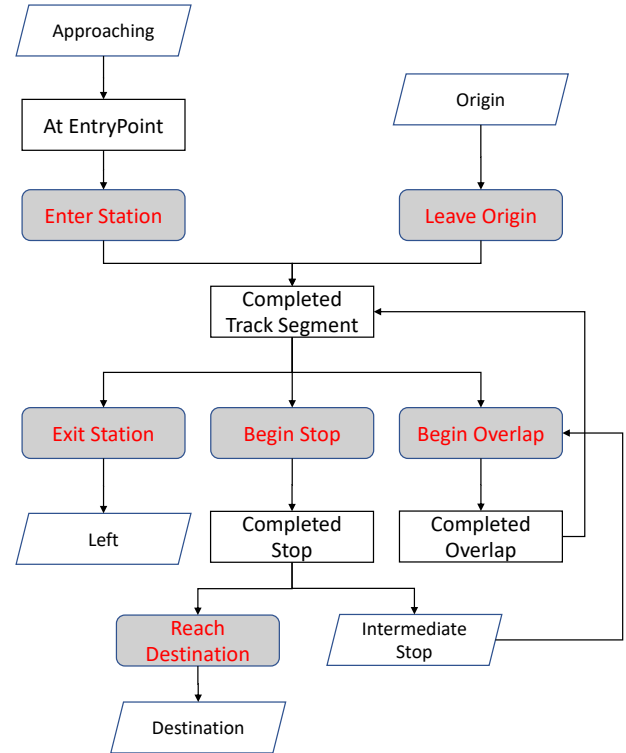 Approaching
Origin
At EntryPoint
Enter Station
Leave Origin
Completed
Track Segment
Exit Station
Begin Stop
Begin Overlap
Left
Completed
Stop
Completed
Overlap
Reach
Destination
Intermediate
Stop
Destination